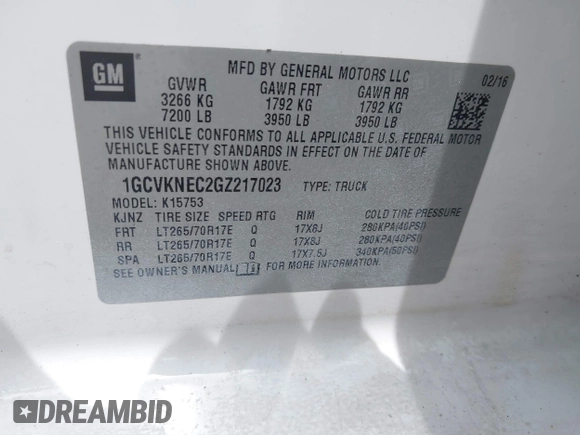 GM
MFD BY GENERAL MOTORS LLC
02/16
GVWR GAWR FRT GAWR RR
3266 KG 1792 KG 1792 KG
7200 LB 3950 LB 3950 LB
THIS VEHICLE CONFORMS TO ALL APPLICABLE U.S. FEDERAL MOTOR
VEHICLE SAFETY STANDARDS IN EFFECT ON THE DATE OF
MANUFACTURE SHOWN ABOVE.
1GCVKNEC2GZ217023 TYPE: TRUCK
MODEL: K15753
KJNZ TIRE SIZE SPEED RTG RIM COLD TIRE PRESSURE
FRT LT265/70R17E Q 17X8J 280KPA(40PSI)
RR LT265/70R17E Q 17X8J 280KPA(40PSI)
SPA LT265/70R17E Q 17X7.5J 340KPA(50PSI)
SEE OWNER'S MANUAL FOR MORE INFORMATION.
DREAMBID